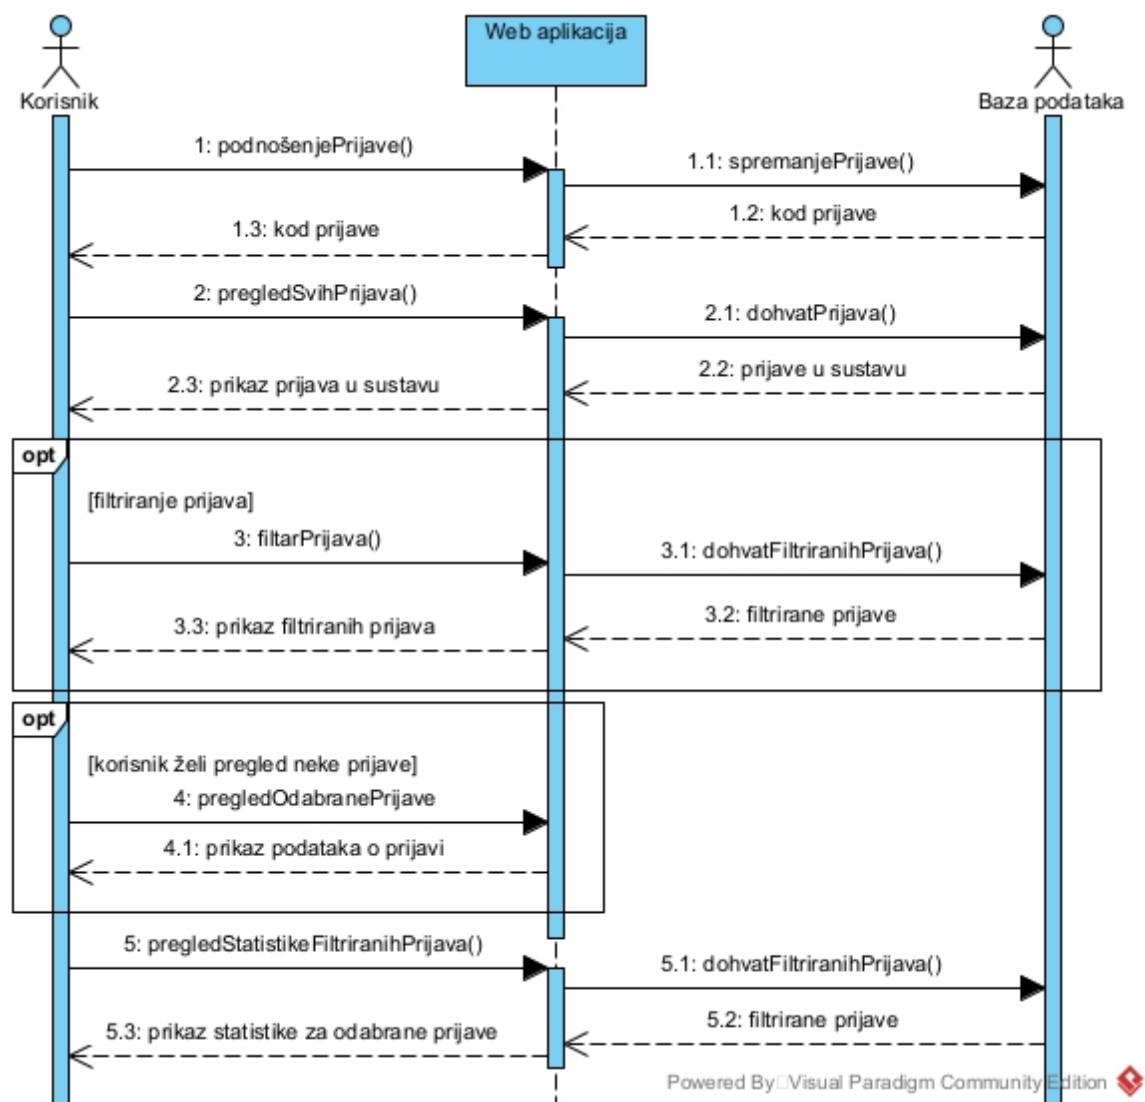 Web aplikacija
Korisnik
Baza podataka
1: podnošenjePrijave()
1.1: spremanjePrijave()
1.2: kod prijave
1.3: kod prijave
2: pregledSvihPrijava()
2.1: dohvatPrijava()
2.2: prijave u sustavu
2.3: prikaz prijava u sustavu
opt
[filtriranje prijava]
3: filtarPrijava()
3.1: dohvatFiltriranihPrijava()
3.2: filtrirane prijave
3.3: prikaz filtriranih prijava
opt
[korisnik želi pregled neke prijave]
4: pregledOdabranePrijave
4.1: prikaz podataka o prijavi
5: pregledStatistikeFiltriranihPrijava()
5.1: dohvatFiltriranihPrijava()
5.2: filtrirane prijave
5.3: prikaz statistike za odabrane prijave
Powered By□Visual Paradigm Community Edition